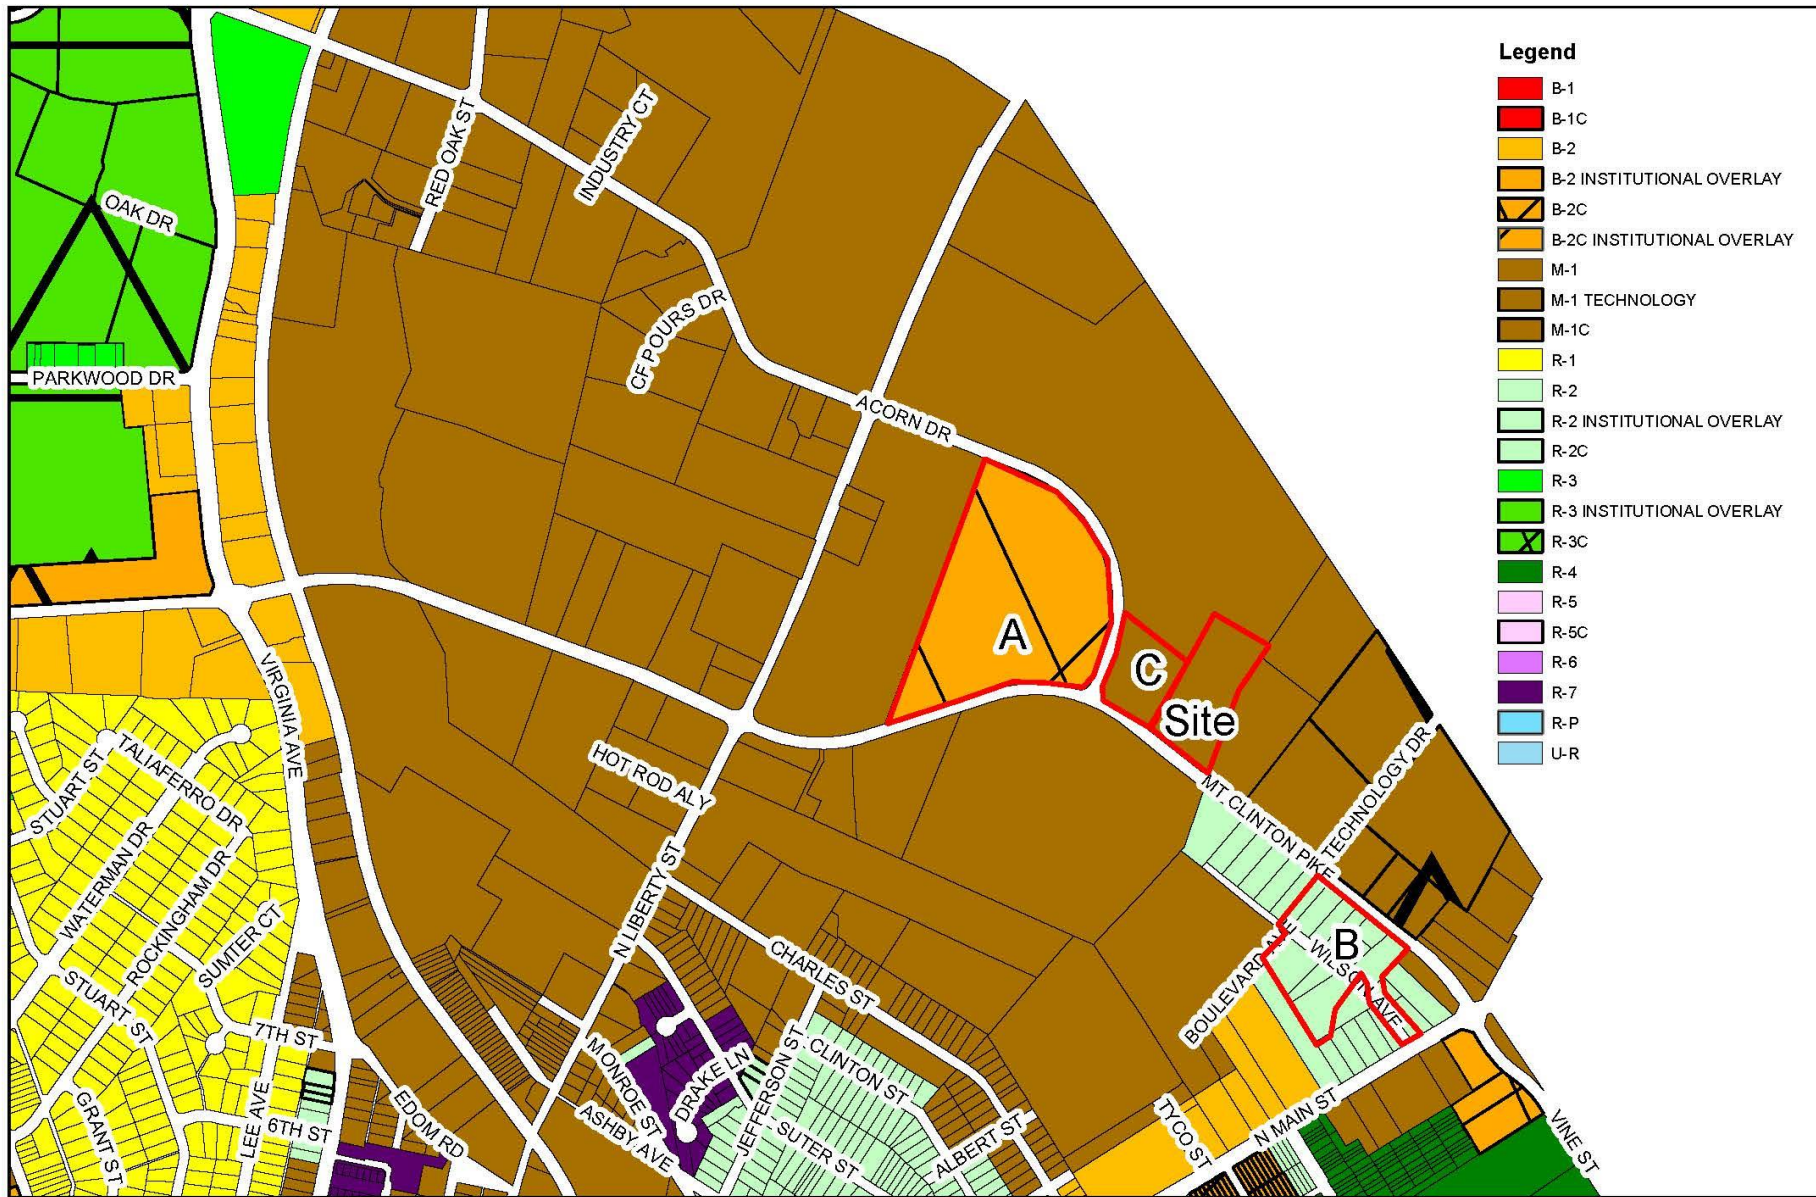 Legend
B-1
B-1C
B-2
B-2 INSTITUTIONAL OVERLAY
B-2C
B-2C INSTITUTIONAL OVERLAY
M-1
M-1 TECHNOLOGY
M-1C
R-1
R-2
R-2 INSTITUTIONAL OVERLAY
R-2C
R-3
R-3 INSTITUTIONAL OVERLAY
R-3C
R-4
R-5
R-5C
R-6
R-7
R-P
U-R
RED OAK ST
INDUSTRY CT
OAK DR
CF POURS DR
PARKWOOD DR
ACORN DR
A
C
Site
VIRGINIA AVE
STUART ST
TALIAFERRO DR
HOT ROD ALY
MT CLINTON PIKE
TECHNOLOGY DR
WATERMAN DR
ROCKINGHAM DR
N LIBERTY ST
SUMTER CT
CHARLES ST
BOULEVARD AVE
WILSON AVE
B
STUART ST
7TH ST
MONROE ST
DRAKE LN
JEFFERSON ST
CLINTON ST
GRANT ST
LEE AVE
6TH ST
EDOM RD
ASHBY AVE
SUTER ST
ALBERT ST
TYCO ST
N MAIN ST
VINE ST